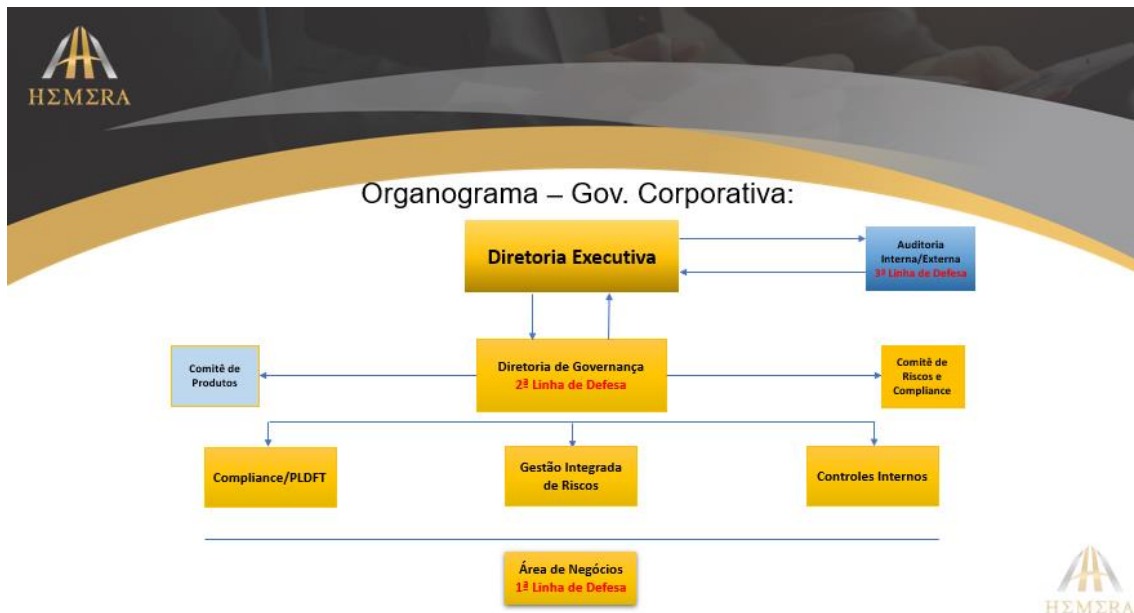 HΣMΣRA
Organograma – Gov. Corporativa:
Diretoria Executiva
Auditoria
Interna/Externa
3ª Linha de Defesa
Comitê de
Produtos
Diretoria de Governança
2ª Linha de Defesa
Comitê de
Riscos e
Compliance
Compliance/PLDFT
Gestão Integrada
de Riscos
Controles Internos
Área de Negócios
1ª Linha de Defesa
HΣMΣRA